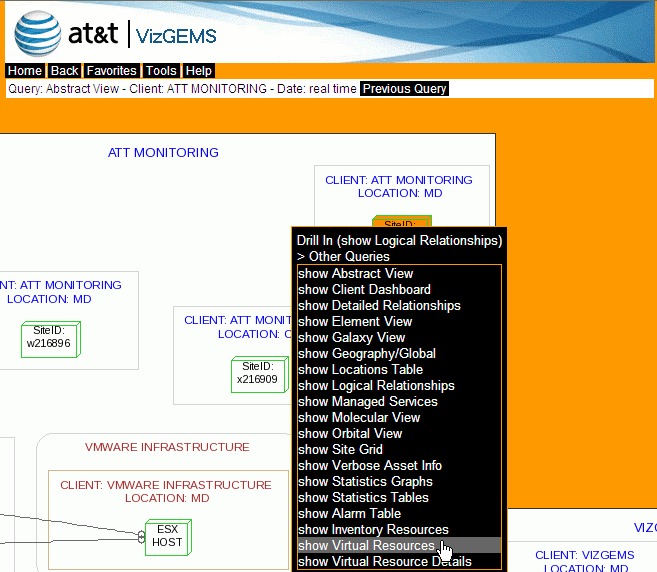 at&t | VizGEMS
Home Back Favorites Tools Help
Query: Abstract View - Client: ATT MONITORING - Date: real time Previous Query
ATT MONITORING
CLIENT: ATT MONITORING
LOCATION: MD
SiteID:
NT: ATT MONITORING
LOCATION: MD
SiteID:
w216896
CLIENT: ATT MONIT
LOCATION: C
SiteID:
x216909
Drill In (show Logical Relationships)
> Other Queries
show Abstract View
show Client Dashboard
show Detailed Relationships
show Element View
show Galaxy View
show Geography/Global
show Locations Table
show Logical Relationships
show Managed Services
show Molecular View
show Orbital View
show Site Grid
show Verbose Asset Info
show Statistics Graphs
show Statistics Tables
show Alarm Table
show Inventory Resources
show Virtual Resources
show Virtual Resource Details
VMWARE INFRASTRUCTURE
CLIENT: VMWARE INFRASTRUCTURE
LOCATION: MD
ESX
HOST
VIZ
CLIENT: VIZGEMS
LOCATION: MD